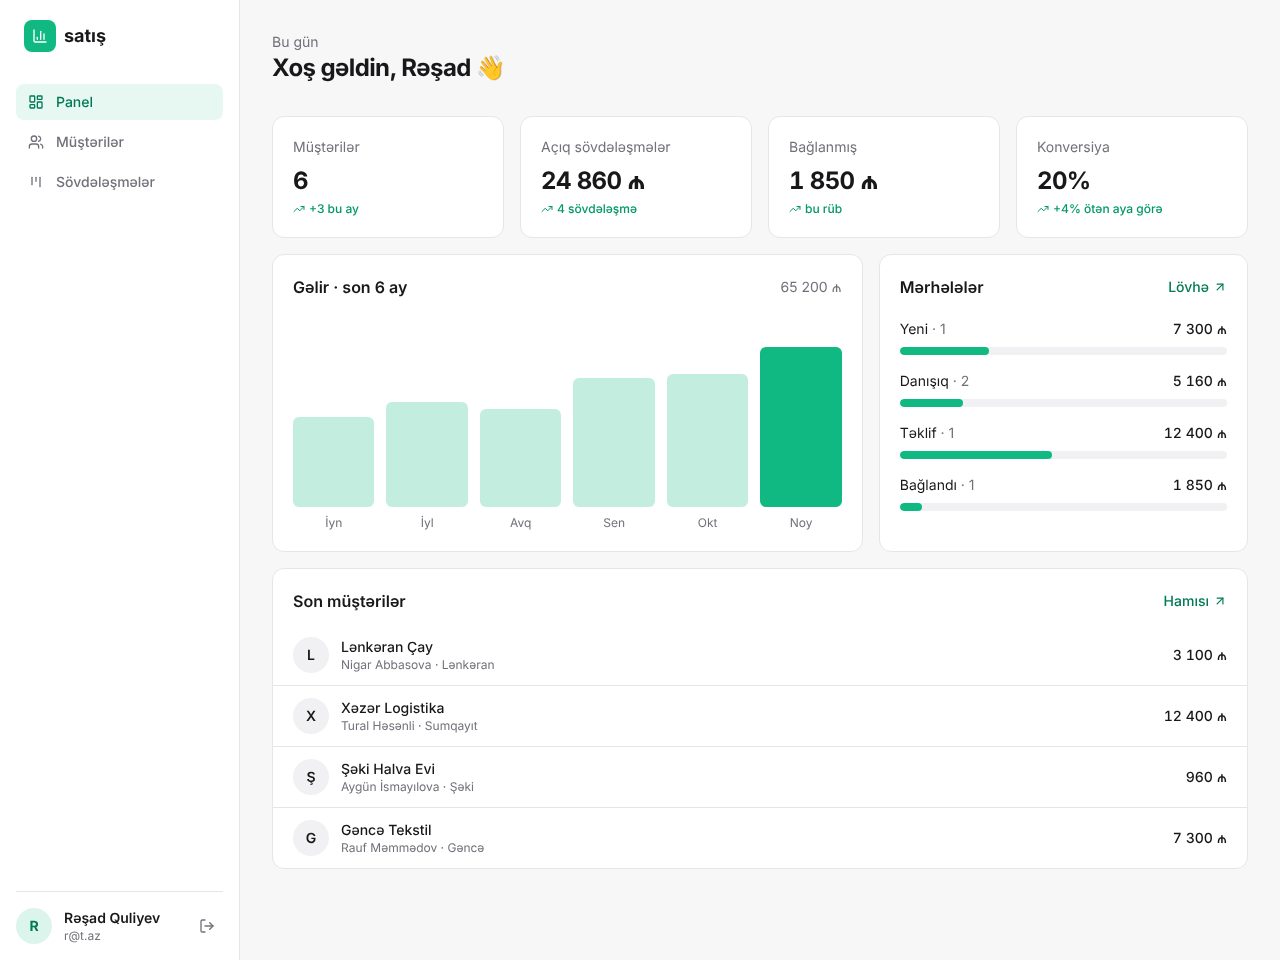 satış
Panel
Müştərilər
Sövdələşmələr
Bu gün
Xoş gəldin, Rəşad 👋
Müştərilər
6
+3 bu ay
Açıq sövdələşmələr
24 860 ₼
4 sövdələşmə
Bağlanmış
1 850 ₼
bu rüb
Konversiya
20%
+4% ötən aya görə
Gəlir · son 6 ay
65 200 ₼
İyn
İyl
Avq
Sen
Okt
Noy
Mərhələlər
Lövhə
Yeni · 1
7 300 ₼
Danışıq · 2
5 160 ₼
Təklif · 1
12 400 ₼
Bağlandı · 1
1 850 ₼
Son müştərilər
Hamısı
L
Lənkəran Çay
Nigar Abbasova · Lənkəran
3 100 ₼
X
Xəzər Logistika
Tural Həsənli · Sumqayıt
12 400 ₼
Ş
Şəki Halva Evi
Aygün İsmayılova · Şəki
960 ₼
G
Gəncə Tekstil
Rauf Məmmədov · Gəncə
7 300 ₼
R
Rəşad Quliyev
r@t.az